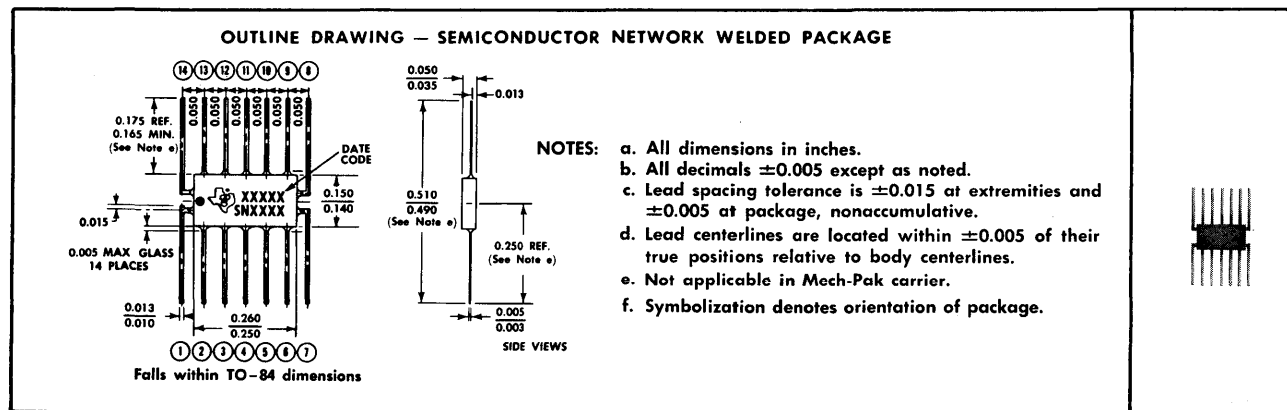 OUTLINE DRAWING — SEMICONDUCTOR NETWORK WELDED PACKAGE
14 13 12 11 10 9 8
0.050 0.050 0.050 0.050 0.050 0.050
0.175 REF.
0.165 MIN.
(See Note e)
DATE
CODE
XXXXX
SNXXXX
0.150
0.140
0.015
0.005 MAX GLASS
14 PLACES
0.013
0.010
0.260
0.250
1 2 3 4 5 6 7
Falls within TO-84 dimensions
0.050
0.035
0.013
0.510
0.490
(See Note e)
0.250 REF.
(See Note e)
0.005
0.003
SIDE VIEWS
NOTES: a. All dimensions in inches.
b. All decimals ±0.005 except as noted.
c. Lead spacing tolerance is ±0.015 at extremities and
±0.005 at package, nonaccumulative.
d. Lead centerlines are located within ±0.005 of their
true positions relative to body centerlines.
e. Not applicable in Mech-Pak carrier.
f. Symbolization denotes orientation of package.